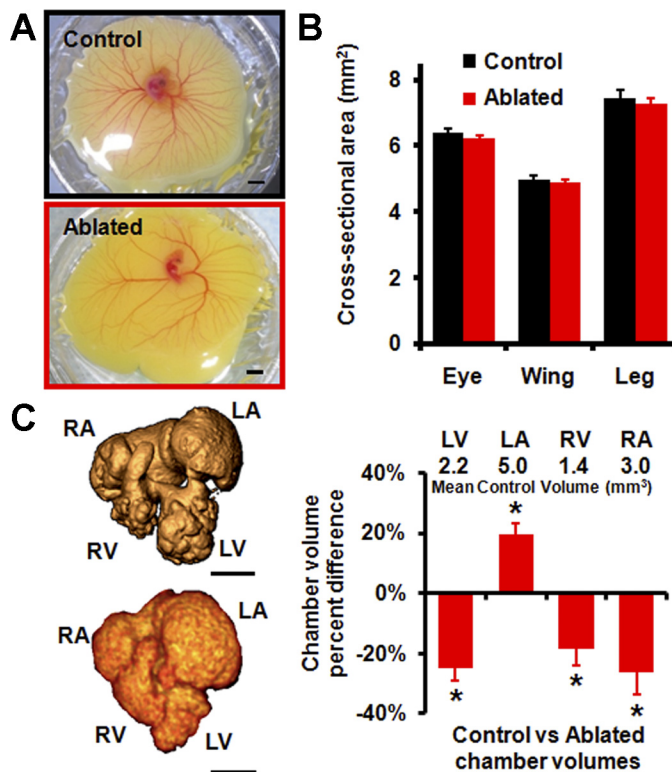 A
Control
Ablated
B
Cross-sectional area (mm²)
8
6
4
2
0
Control
Ablated
Eye Wing Leg
C
RA
LA
RV
LV
RA
LA
RV
LV
LV LA RV RA
2.2 5.0 1.4 3.0
Mean Control Volume (mm³)
Chamber volume
percent difference
40%
20%
0%
-20%
-40%
*
*
*
*
Control vs Ablated
chamber volumes